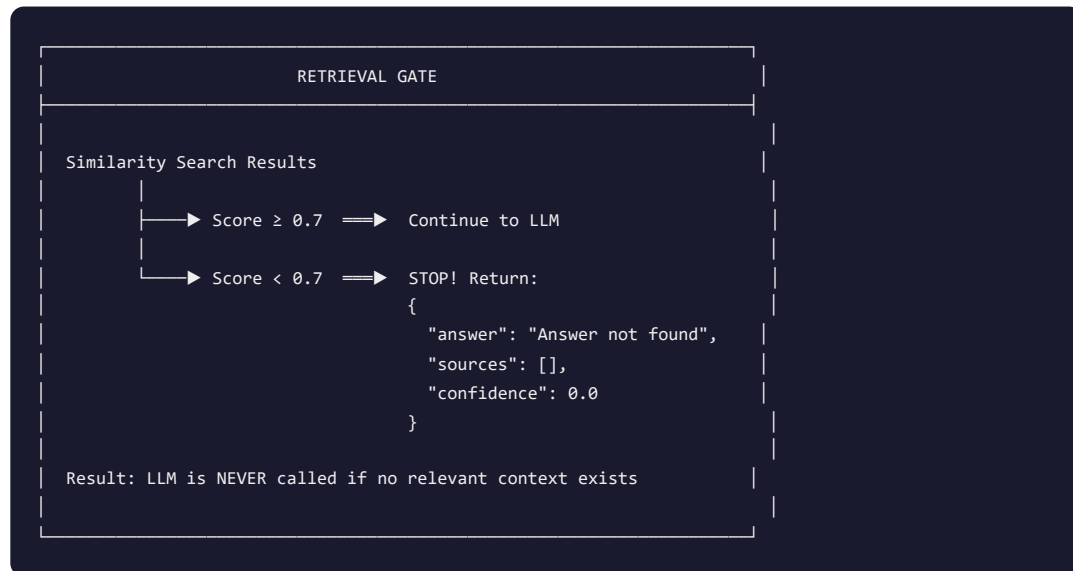 RETRIEVAL GATE
Similarity Search Results
Score ≥ 0.7 ═══▶ Continue to LLM
Score < 0.7 ═══▶ STOP! Return:
{
"answer": "Answer not found",
"sources": [],
"confidence": 0.0
}
Result: LLM is NEVER called if no relevant context exists